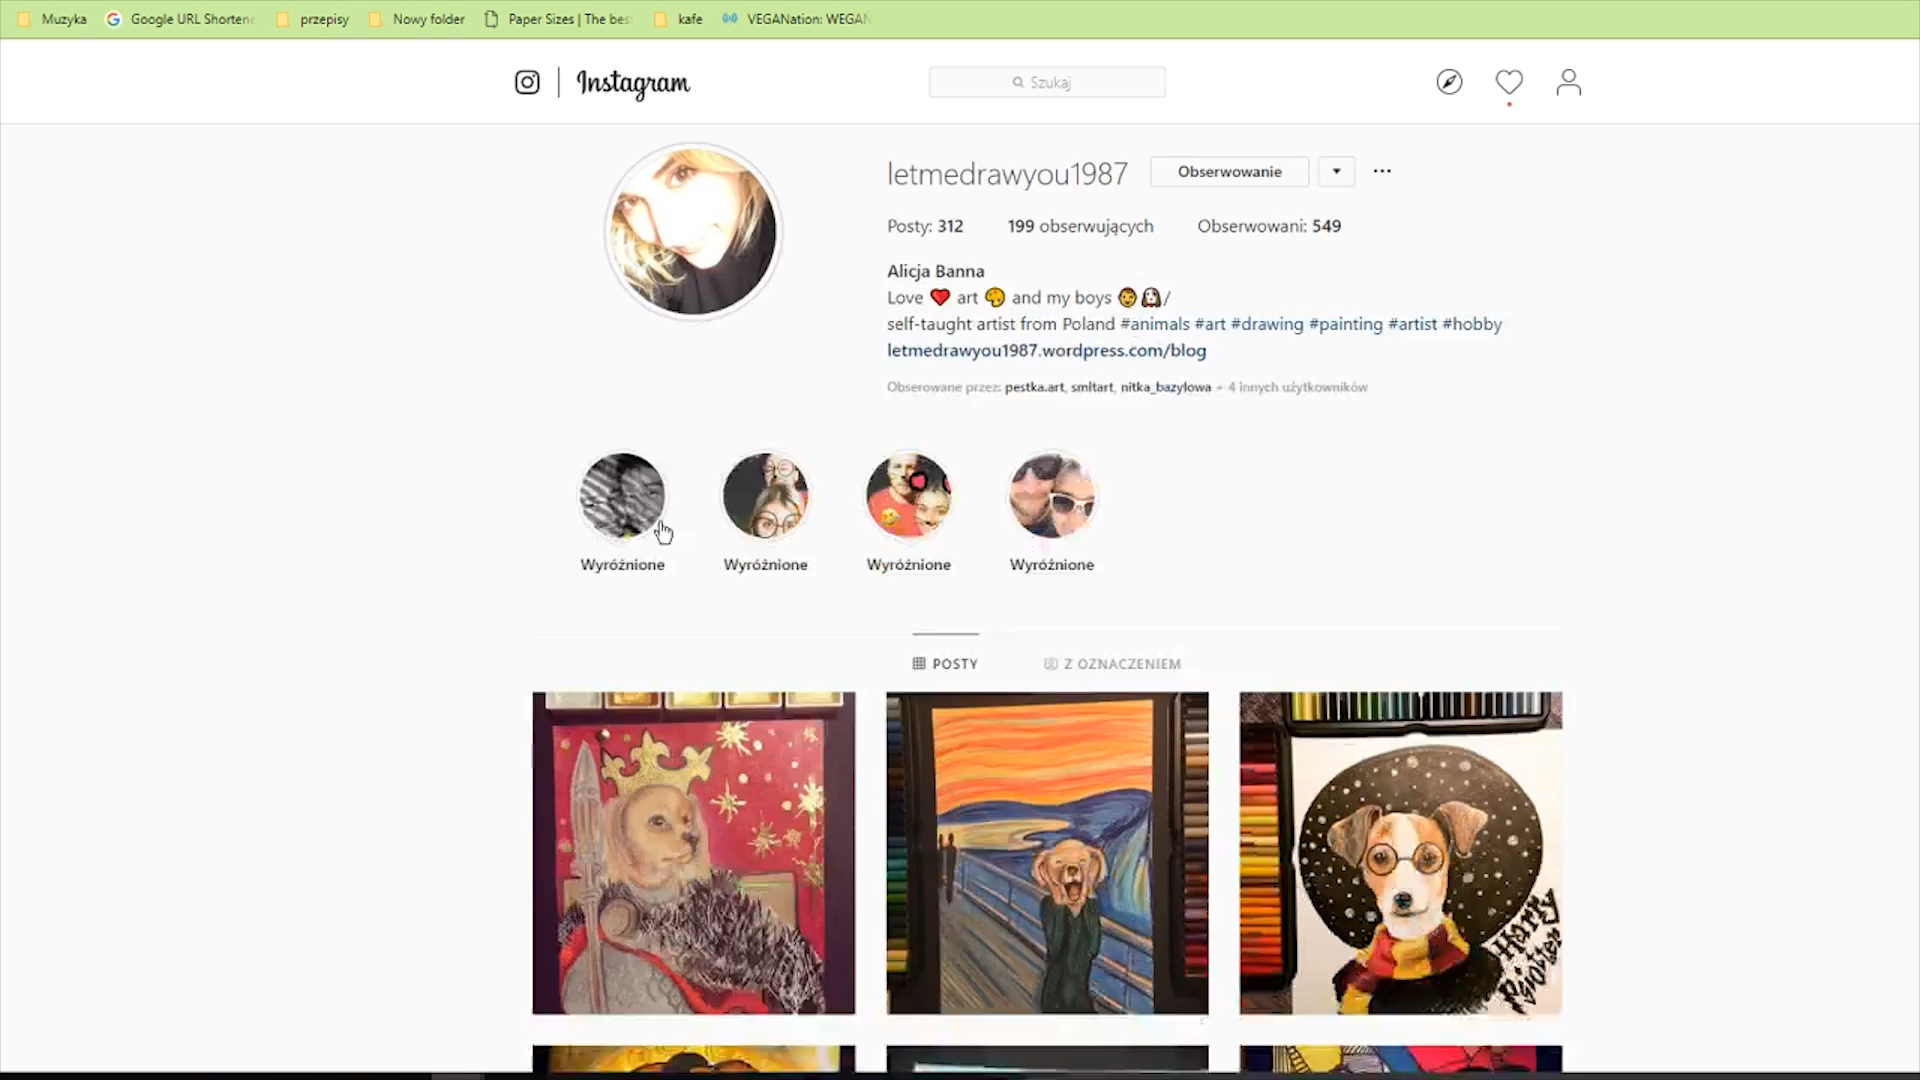 Muzyka Google URL Shortene przepisy Nowy folder Paper Sizes | The bes kafe VEGANation: WEGAN
Instagram
Szukaj
letmedrawyou1987 Obserwowanie
Posty: 312 199 obserwujących Obserwowani: 549
Alicja Banna
Love art and my boys /
self-taught artist from Poland #animals #art #drawing #painting #artist #hobby
letmedrawyou1987.wordpress.com/blog
Obserowane przez: pestka.art, smltart, nitka_bazylowa + 4 innych użytkowników
Wyróżnione Wyróżnione Wyróżnione Wyróżnione
POSTY Z OZNACZENIEM
Harry